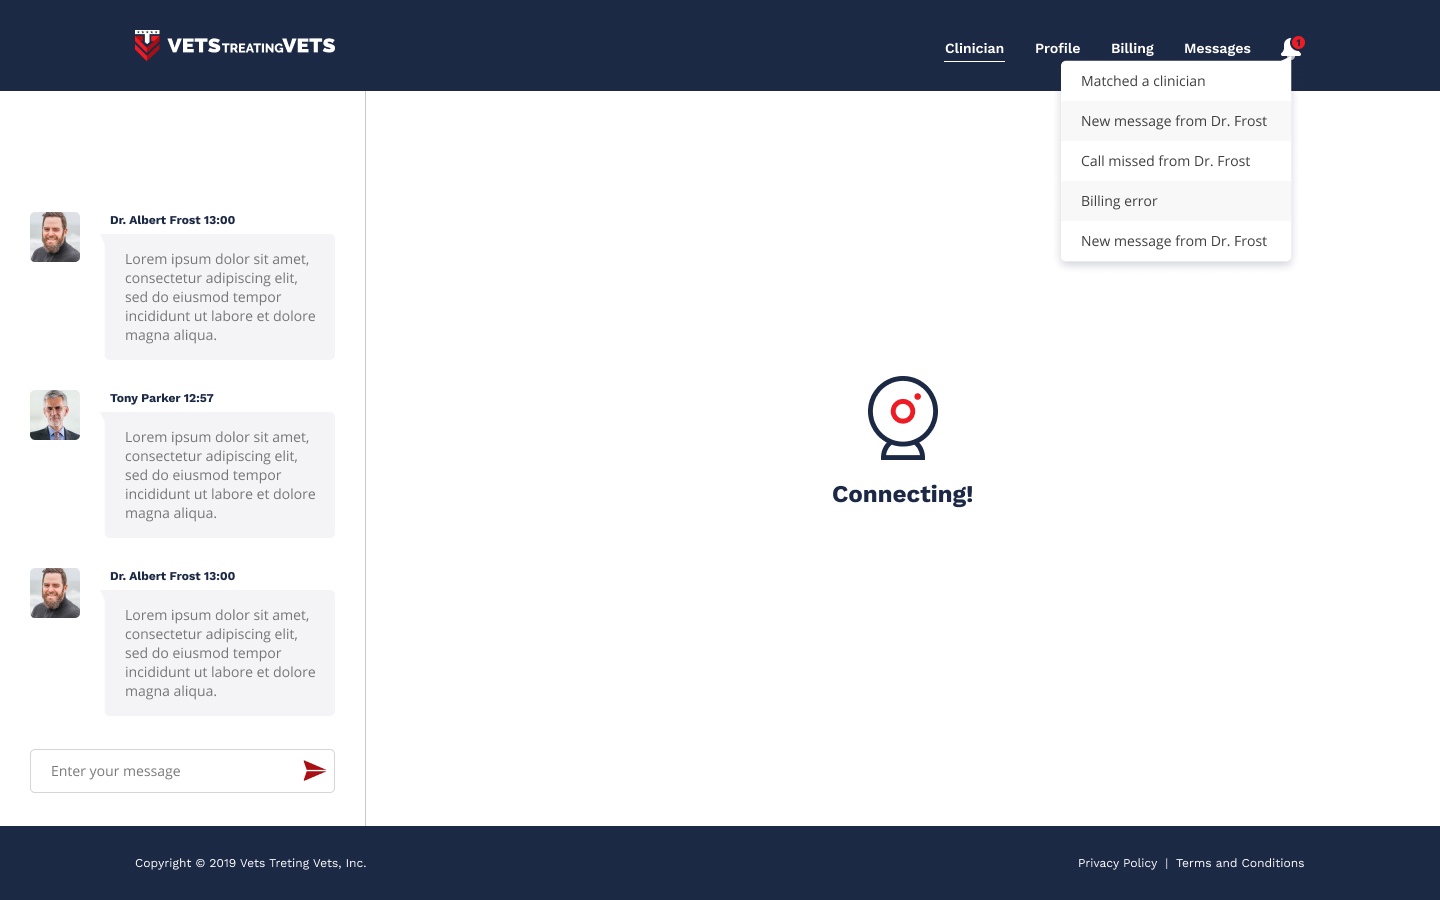 VETSTREATINGVETS
Clinician
Profile
Billing
Messages
1
Matched a clinician
New message from Dr. Frost
Call missed from Dr. Frost
Billing error
New message from Dr. Frost
Dr. Albert Frost 13:00
Lorem ipsum dolor sit amet,
consectetur adipiscing elit,
sed do eiusmod tempor
incididunt ut labore et dolore
magna aliqua.
Tony Parker 12:57
Lorem ipsum dolor sit amet,
consectetur adipiscing elit,
sed do eiusmod tempor
incididunt ut labore et dolore
magna aliqua.
Dr. Albert Frost 13:00
Lorem ipsum dolor sit amet,
consectetur adipiscing elit,
sed do eiusmod tempor
incididunt ut labore et dolore
magna aliqua.
Enter your message
Connecting!
Copyright © 2019 Vets Treting Vets, Inc.
Privacy Policy | Terms and Conditions